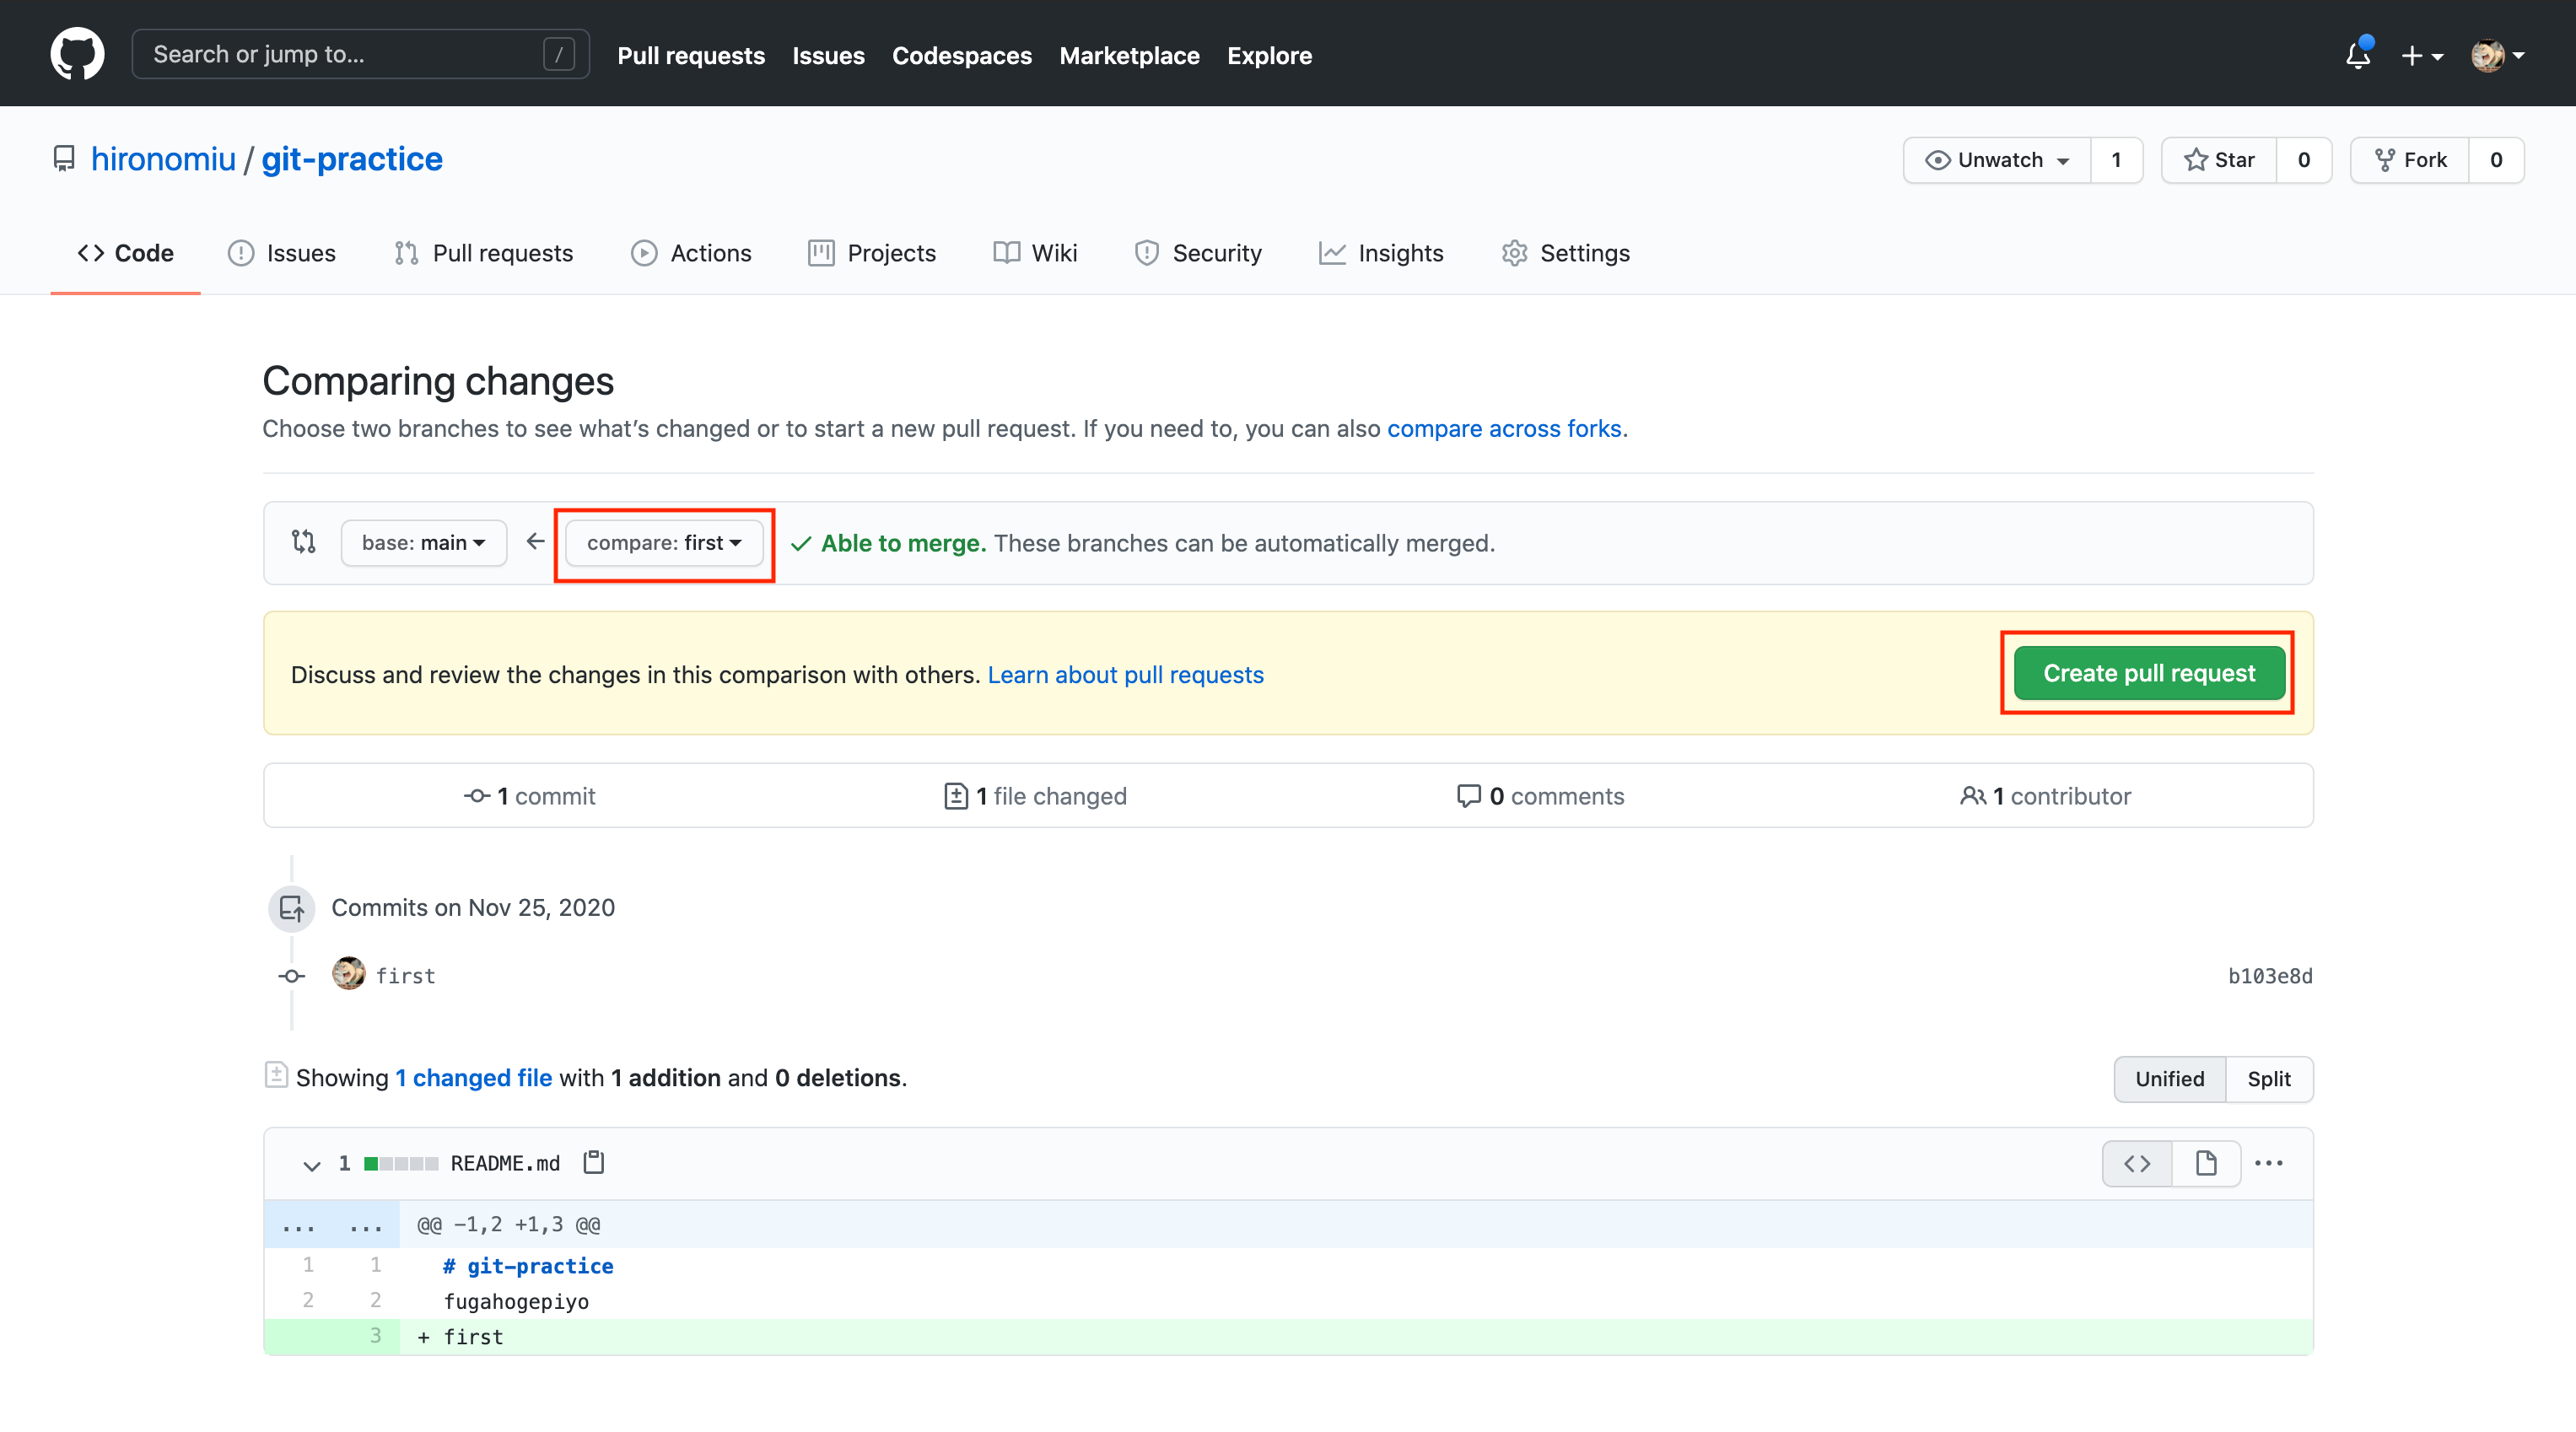 Search or jump to... /
Pull requests Issues Codespaces Marketplace Explore
hironomiu / git-practice
Unwatch 1 Star 0 Fork 0
Code Issues Pull requests Actions Projects Wiki Security Insights Settings
Comparing changes
Choose two branches to see what’s changed or to start a new pull request. If you need to, you can also compare across forks.
base: main ← compare: first ✓ Able to merge. These branches can be automatically merged.
Discuss and review the changes in this comparison with others. Learn about pull requests
Create pull request
1 commit 1 file changed 0 comments 1 contributor
Commits on Nov 25, 2020
first b103e8d
Showing 1 changed file with 1 addition and 0 deletions.
Unified Split
1 README.md
... ... @@ -1,2 +1,3 @@
1 1 # git-practice
2 2 fugahogepiyo
3 + first